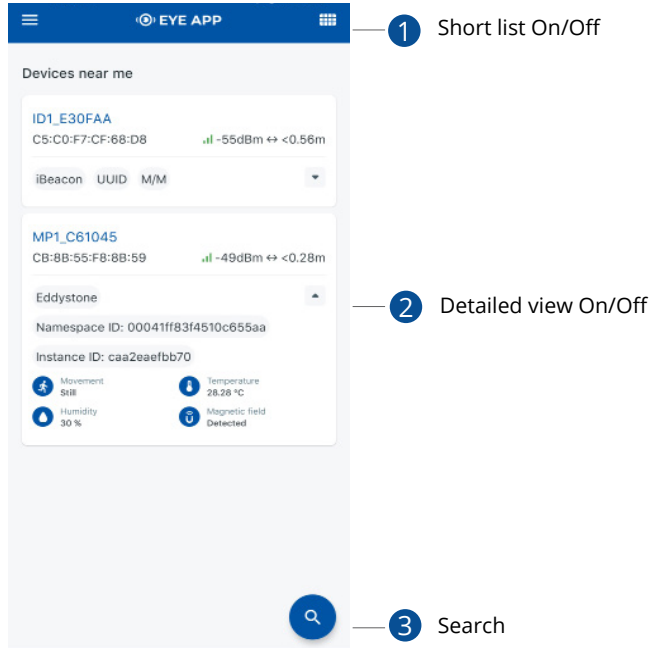 EYE APP
1 Short list On/Off
Devices near me
ID1_E30FAA
C5:C0:F7:CF:68:D8 -55dBm ↔ <0.56m
iBeacon UUID M/M
MP1_C61045
CB:8B:55:F8:8B:59 -49dBm ↔ <0.28m
Eddystone
2 Detailed view On/Off
Namespace ID: 00041ff83f4510c655aa
Instance ID: caa2eaefbb70
Movement Temperature
Still 28.28 °C
Humidity Magnetic field
30 % Detected
3 Search